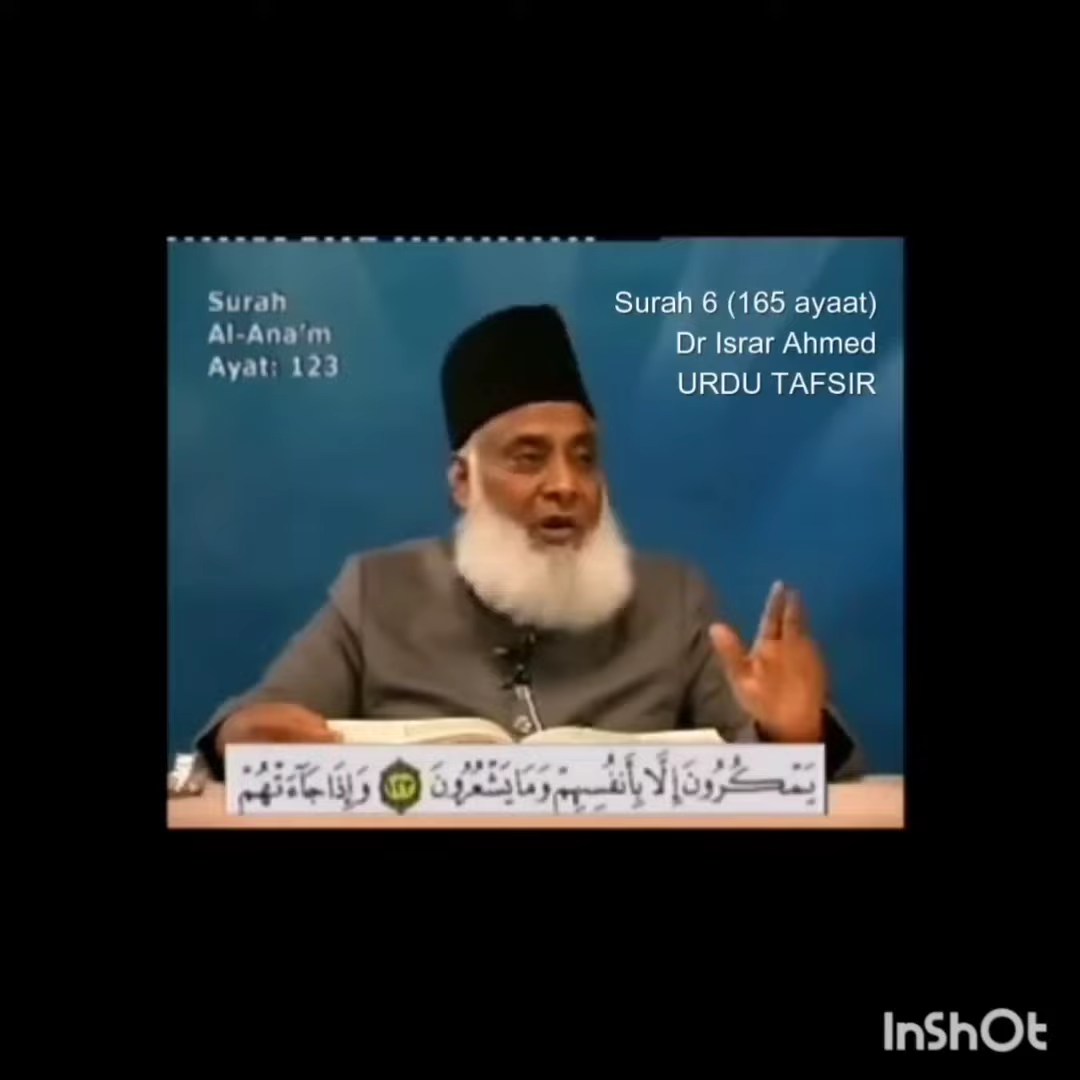 Surah
Al-Ana'm
Ayat: 123
Surah 6 (165 ayaat)
Dr Israr Ahmed
URDU TAFSIR
يَمْكُرُونَ إِلَّا بِأَنفُسِهِمْ وَمَا يَشْعُرُونَ ١٢٣ وَإِذَا جَآءَتْهُمْ
InShOt